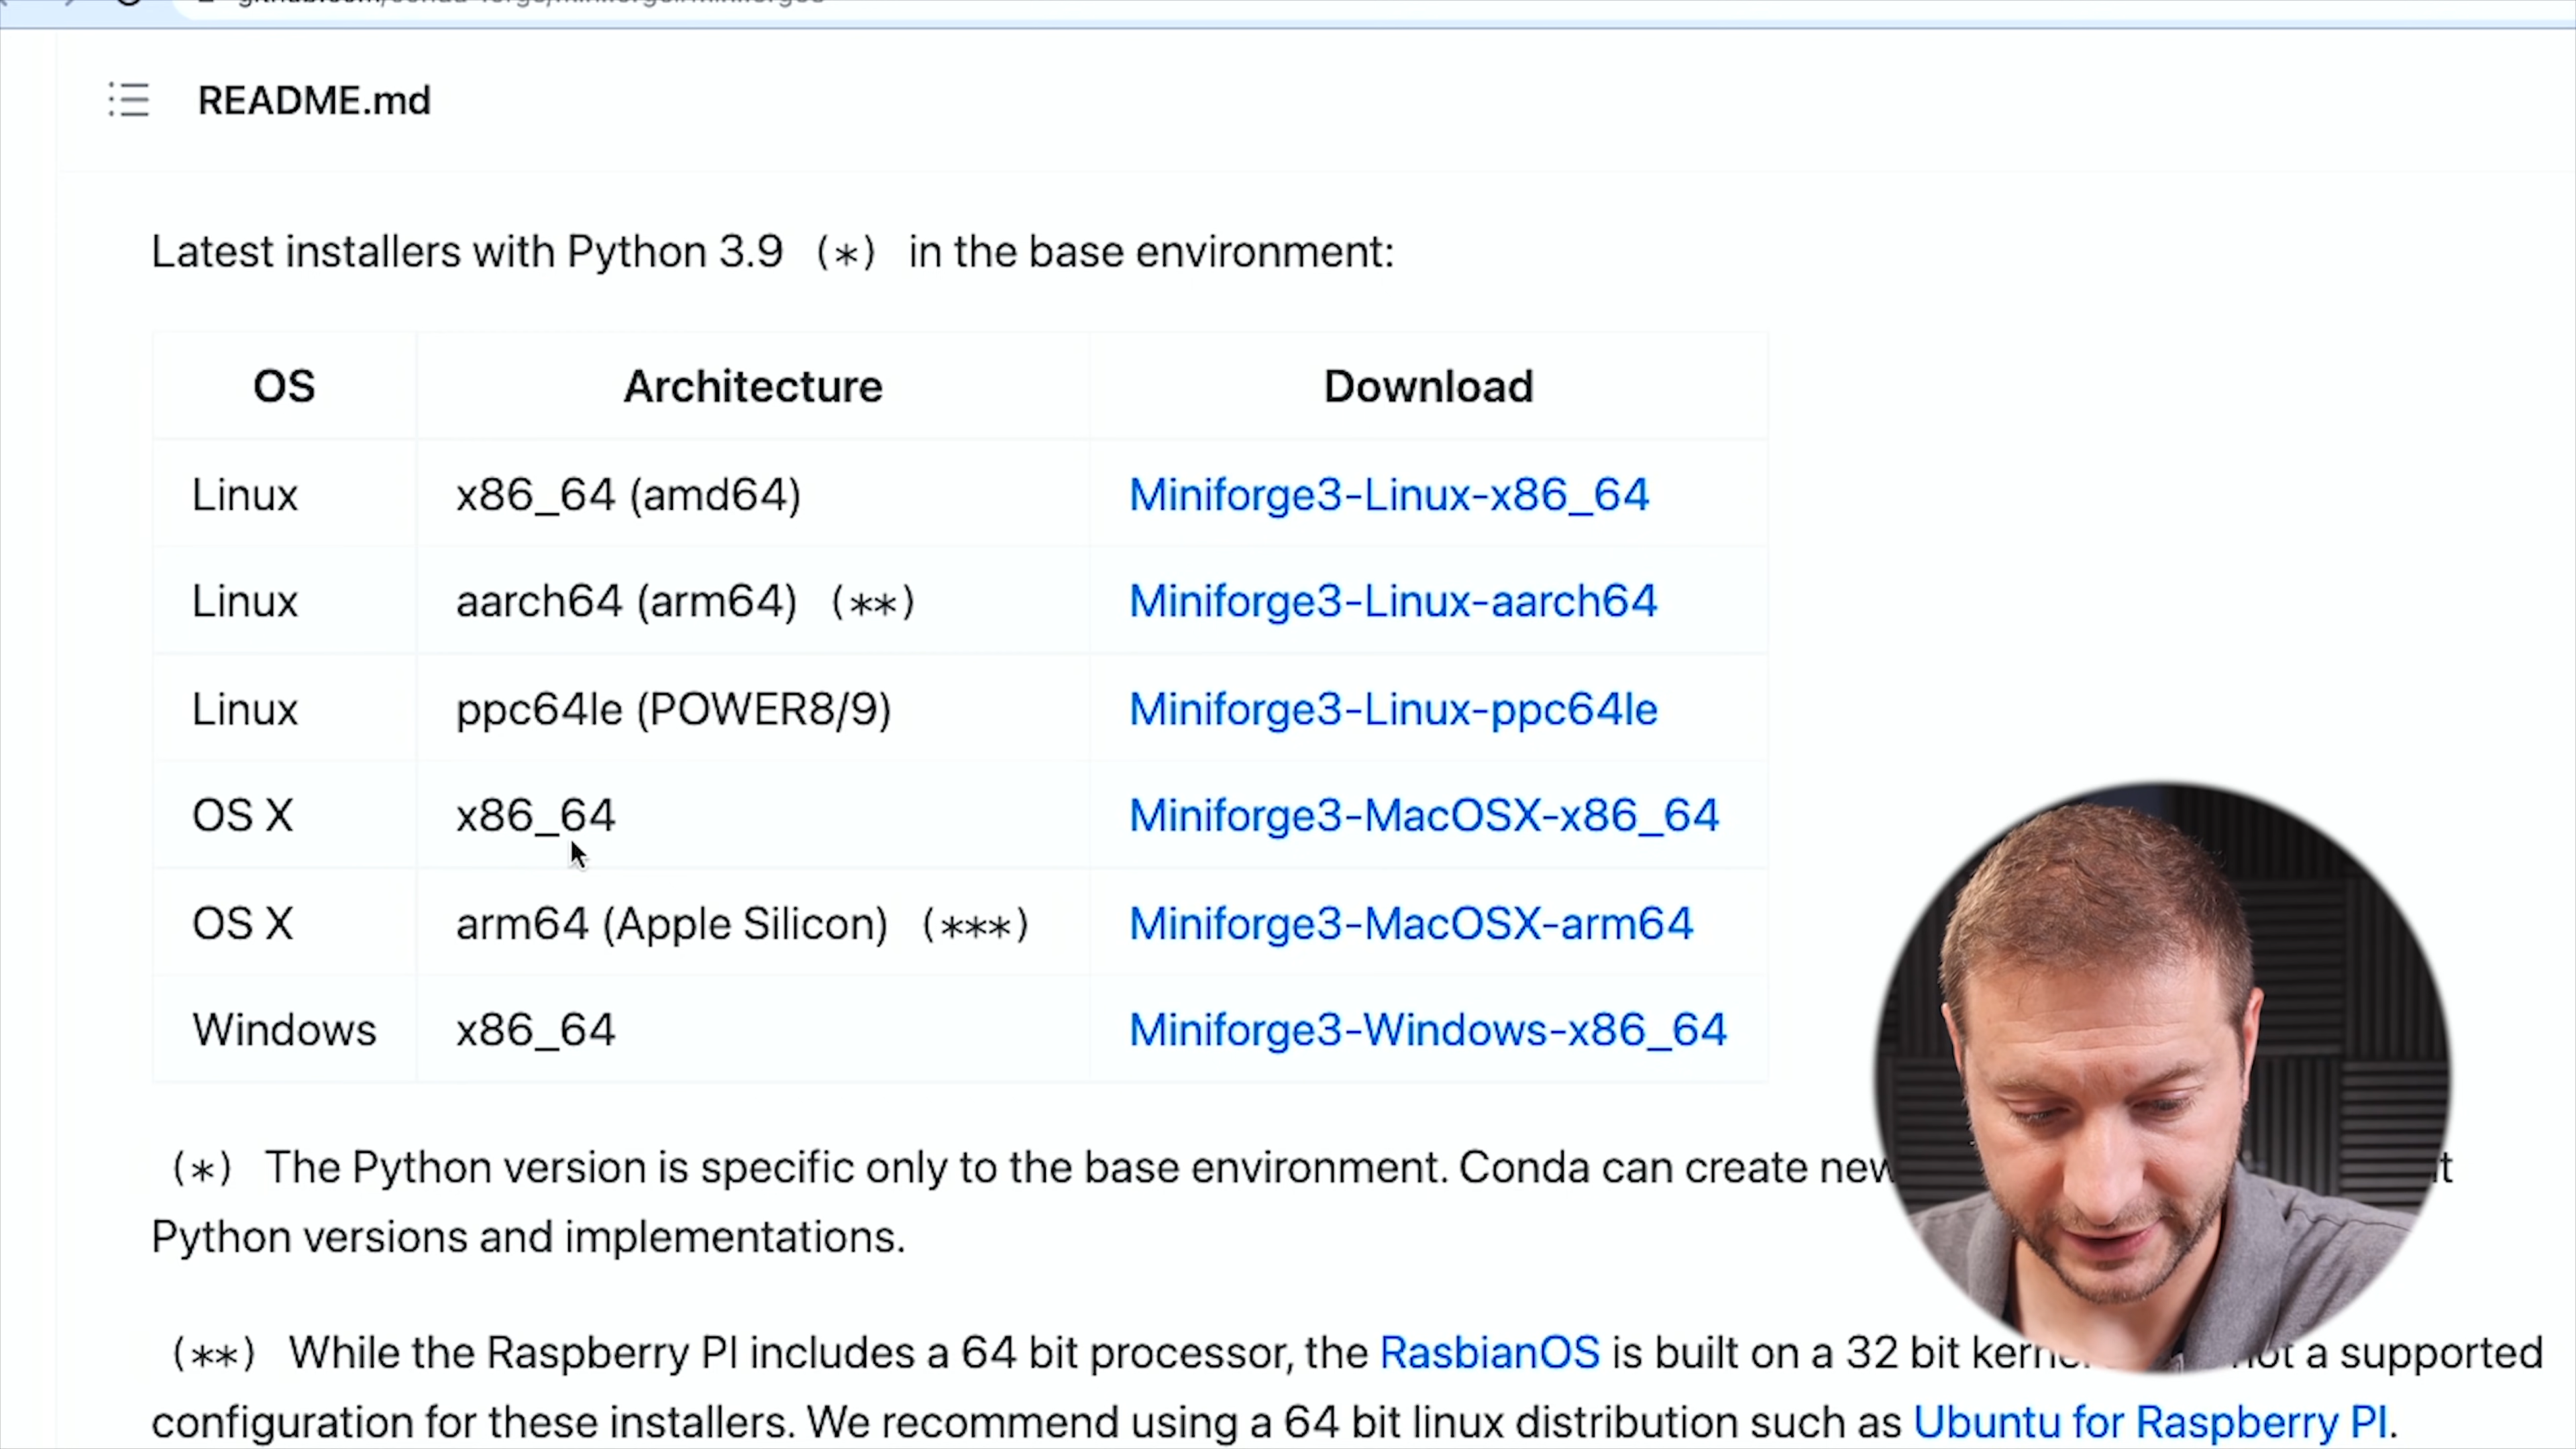 README.md
Latest installers with Python 3.9 (*) in the base environment:
OS Architecture Download
Linux x86_64 (amd64) Miniforge3-Linux-x86_64
Linux aarch64 (arm64) (**) Miniforge3-Linux-aarch64
Linux ppc64le (POWER8/9) Miniforge3-Linux-ppc64le
OS X x86_64 Miniforge3-MacOSX-x86_64
OS X arm64 (Apple Silicon) (***) Miniforge3-MacOSX-arm64
Windows x86_64 Miniforge3-Windows-x86_64
(*) The Python version is specific only to the base environment. Conda can create new
Python versions and implementations.
(**) While the Raspberry PI includes a 64 bit processor, the RasbianOS is built on a 32 bit a supported
configuration for these installers. We recommend using a 64 bit linux distribution such as Ubuntu for Raspberry PI.